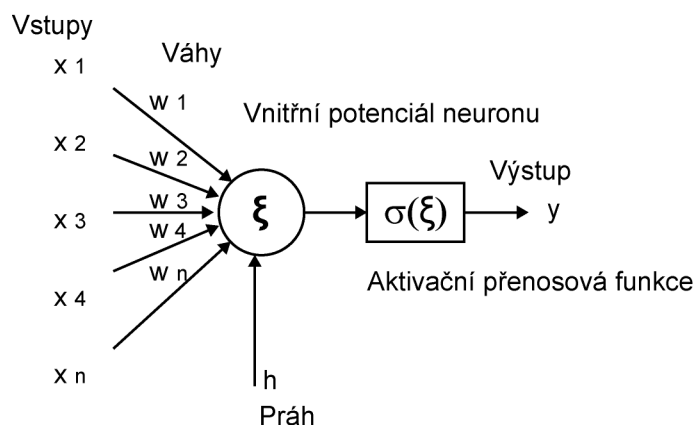 Vstupy
Váhy
x 1
w 1
Vnitřní potenciál neuronu
x 2
w 2
Výstup
x 3
w 3
ξ
σ(ξ)
y
w 4
w n
Aktivační přenosová funkce
x 4
x n
h
Práh